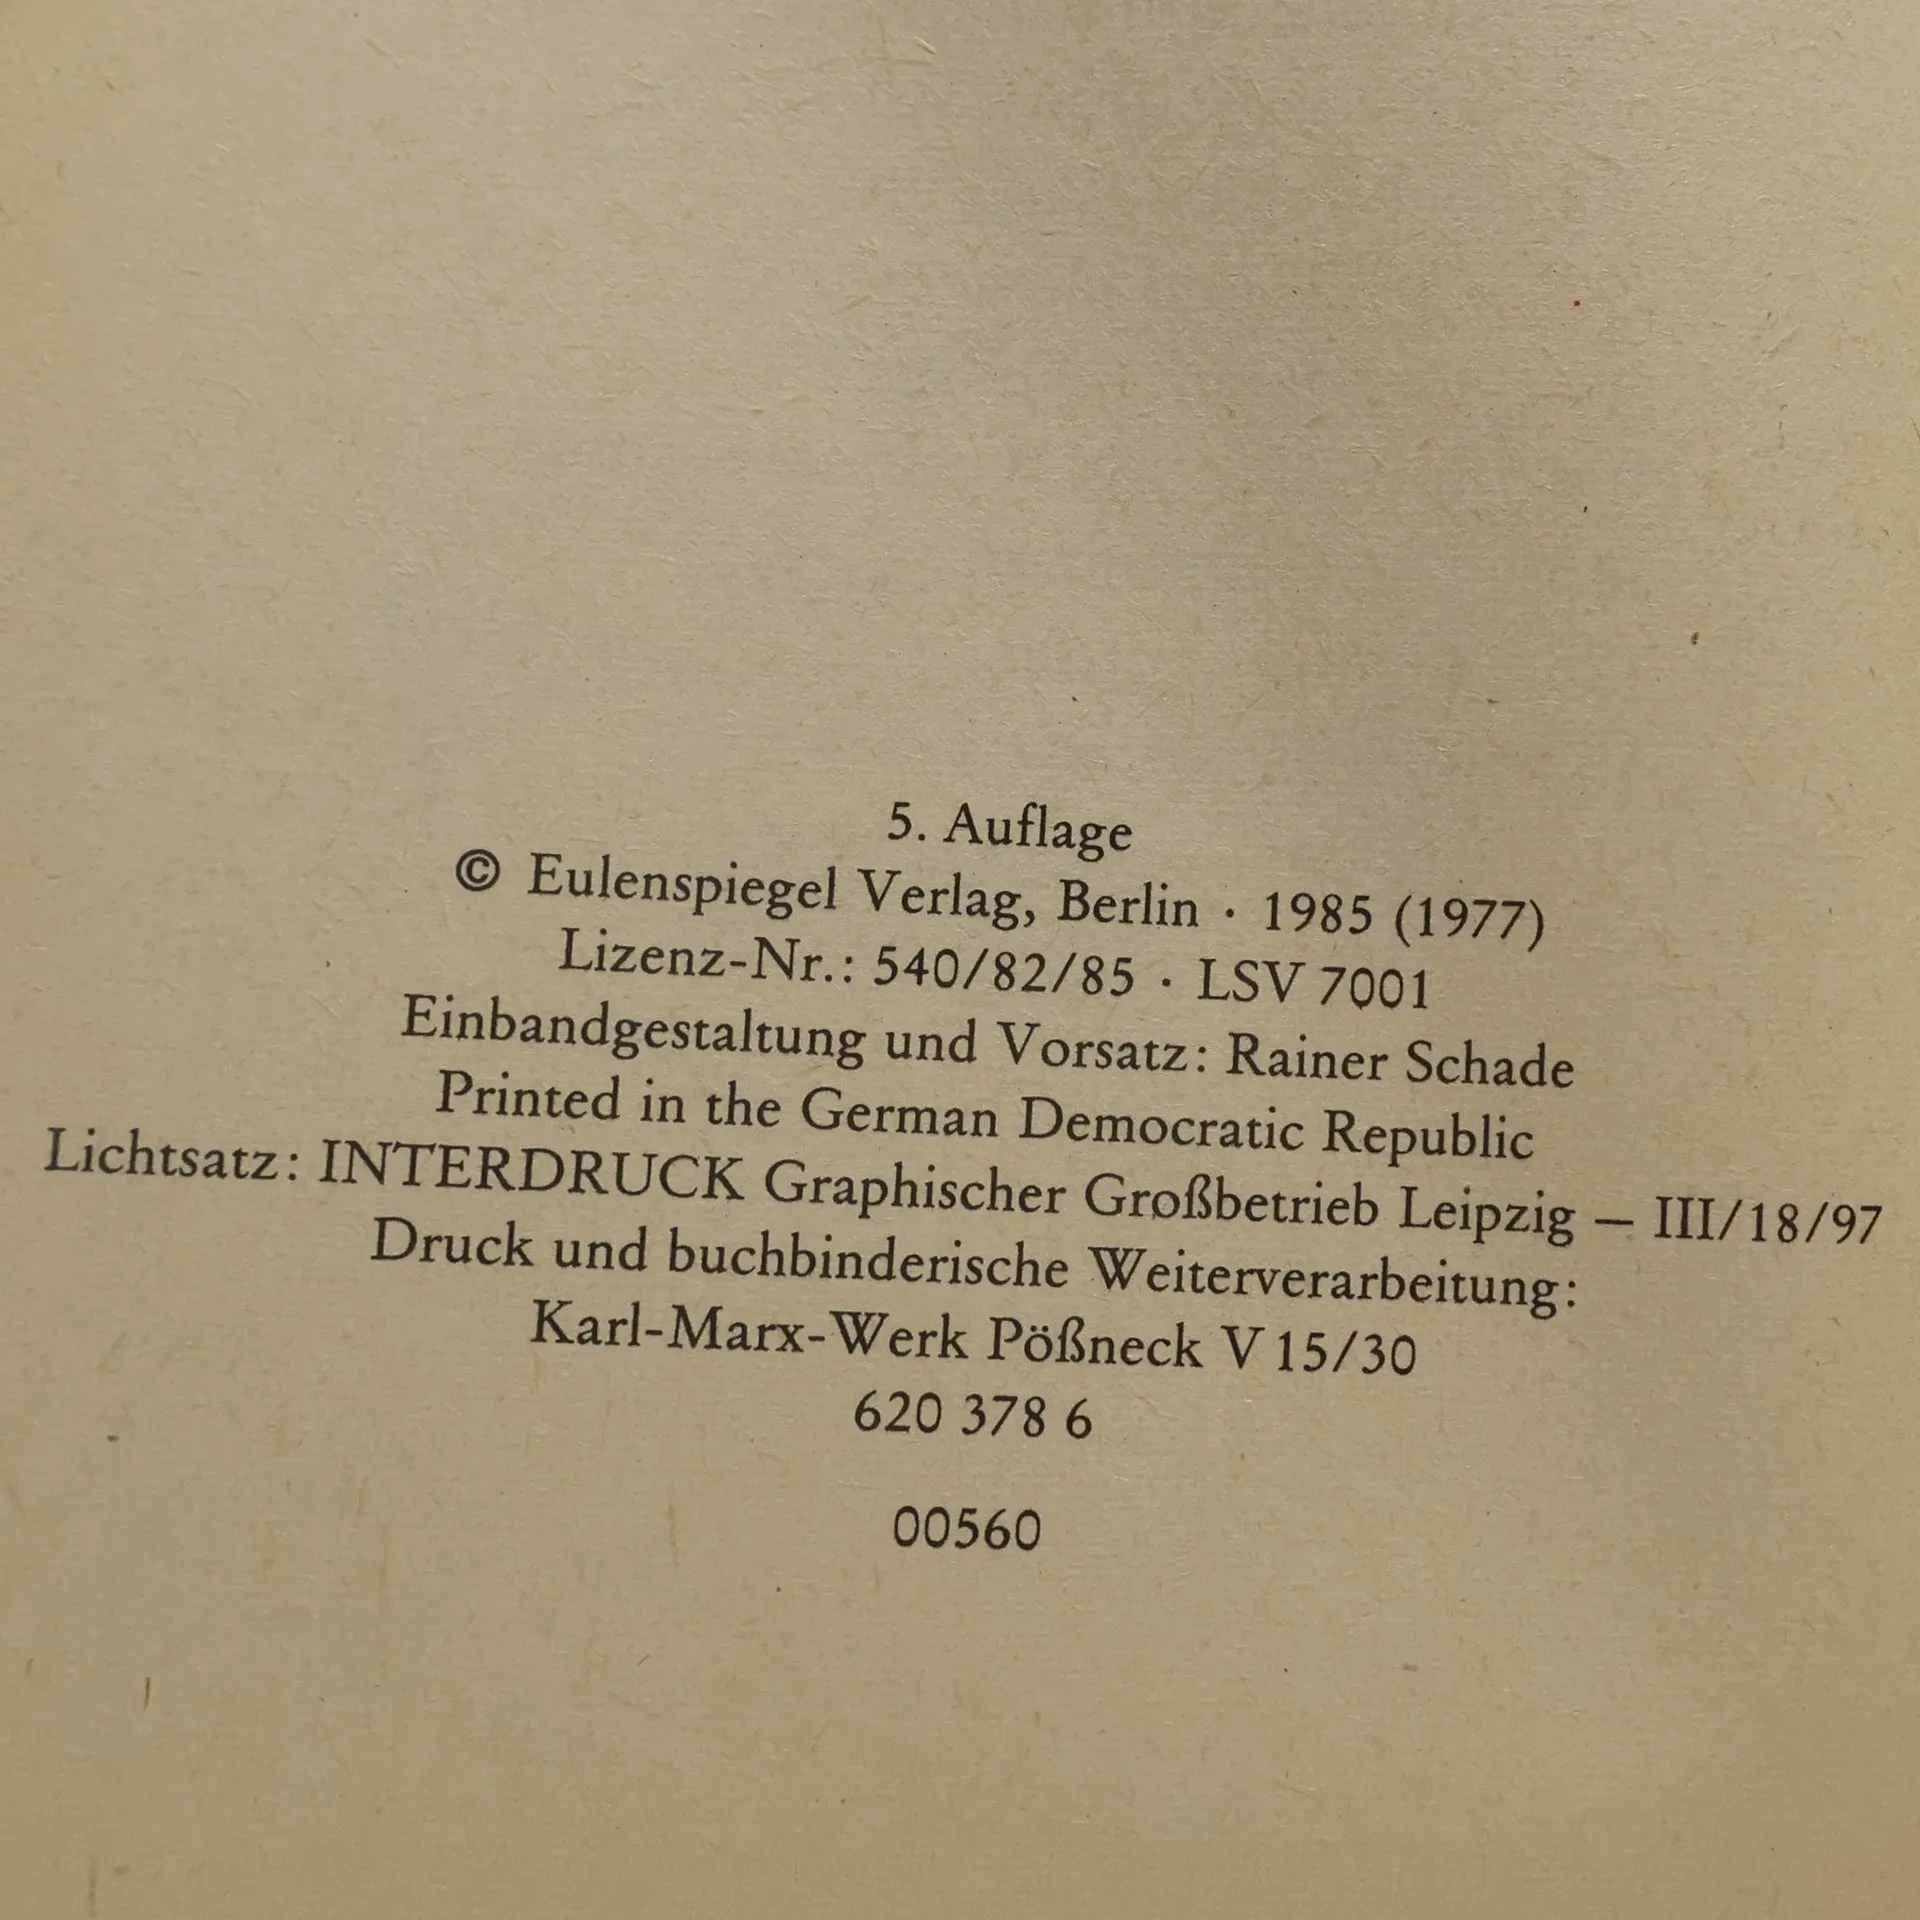 5. Auflage
© Eulenspiegel Verlag, Berlin · 1985 (1977)
Lizenz-Nr.: 540/82/85 · LSV 7001
Einbandgestaltung und Vorsatz: Rainer Schade
Printed in the German Democratic Republic
Lichtsatz: INTERDRUCK Graphischer Großbetrieb Leipzig – III/18/97
Druck und buchbinderische Weiterverarbeitung:
Karl-Marx-Werk Pößneck V 15/30
620 378 6
00560